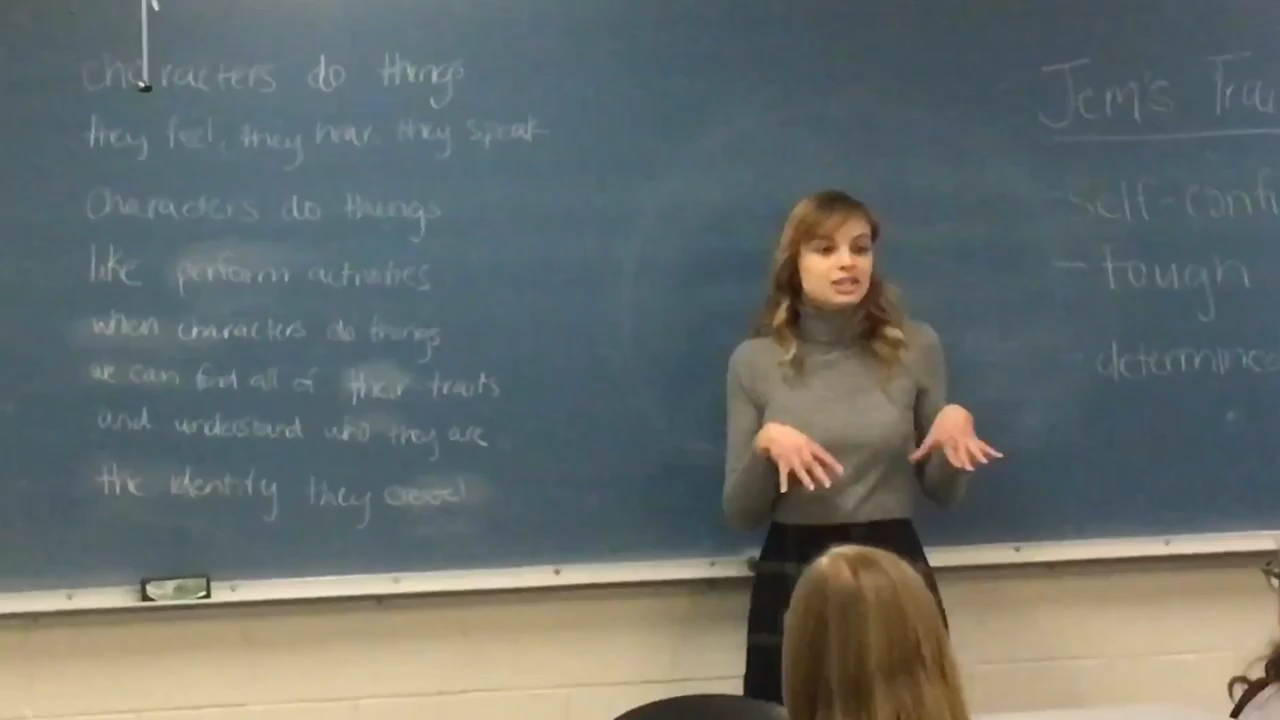 characters do things
they feel, they hear they speak
Characters do things
like perform activities
when characters do things
we can find all of their traits
and understand who they are
the identity they
Jem's
self-confi
- tough
determined